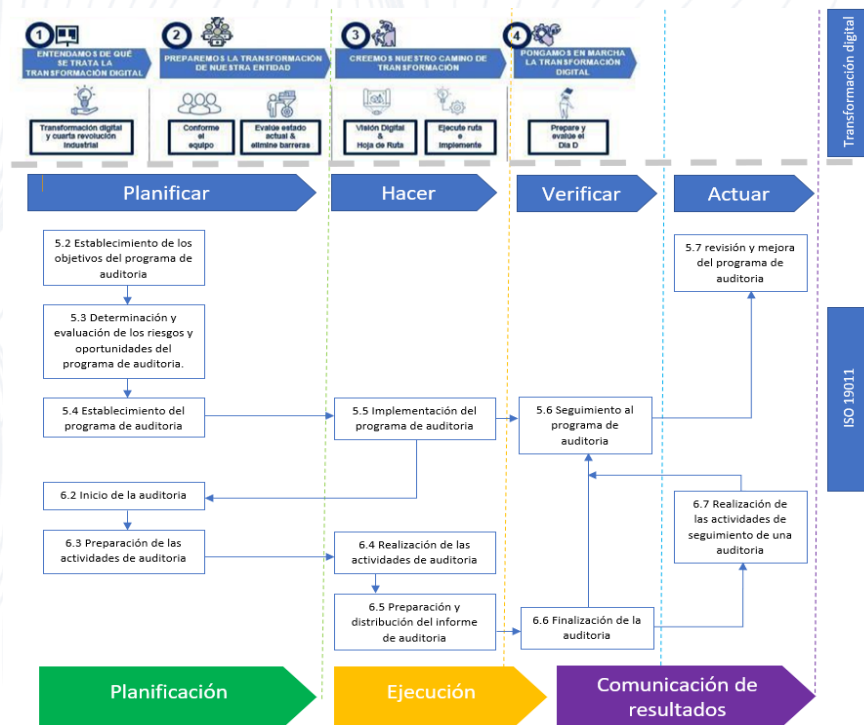 1
2
3
4
ENTENDAMOS DE QUÉ
SE TRATA LA
TRANSFORMACIÓN DIGITAL
PREPAREMOS LA TRANSFORMACIÓN
DE NUESTRA ENTIDAD
CREEMOS NUESTRO CAMINO DE
TRANSFORMACIÓN
PONGAMOS EN MARCHA
LA TRANSFORMACIÓN
DIGITAL
Transformación digital
y cuarta revolución
industrial
Conforme
el
equipo
Evalúe estado
actual &
elimine barreras
Visión Digital
&
Hoja de Ruta
Ejecute ruta
e
Implemente
Prepare y
evalúe el
Día D
Transformación digital
Planificar
Hacer
Verificar
Actuar
5.2 Establecimiento de los
objetivos del programa de
auditoria
5.7 revisión y mejora
del programa de
auditoria
5.3 Determinación y
evaluación de los riesgos y
oportunidades del
programa de auditoria.
5.4 Establecimiento del
programa de auditoria
5.5 Implementación del
programa de auditoria
5.6 Seguimiento al
programa de
auditoria
ISO 19011
6.2 Inicio de la auditoria
6.3 Preparación de las
actividades de auditoria
6.4 Realización de las
actividades de auditoria
6.7 Realización de
las actividades de
seguimiento de una
auditoria
6.5 Preparación y
distribución del informe
de auditoria
6.6 Finalización de la
auditoria
Planificación
Ejecución
Comunicación de
resultados